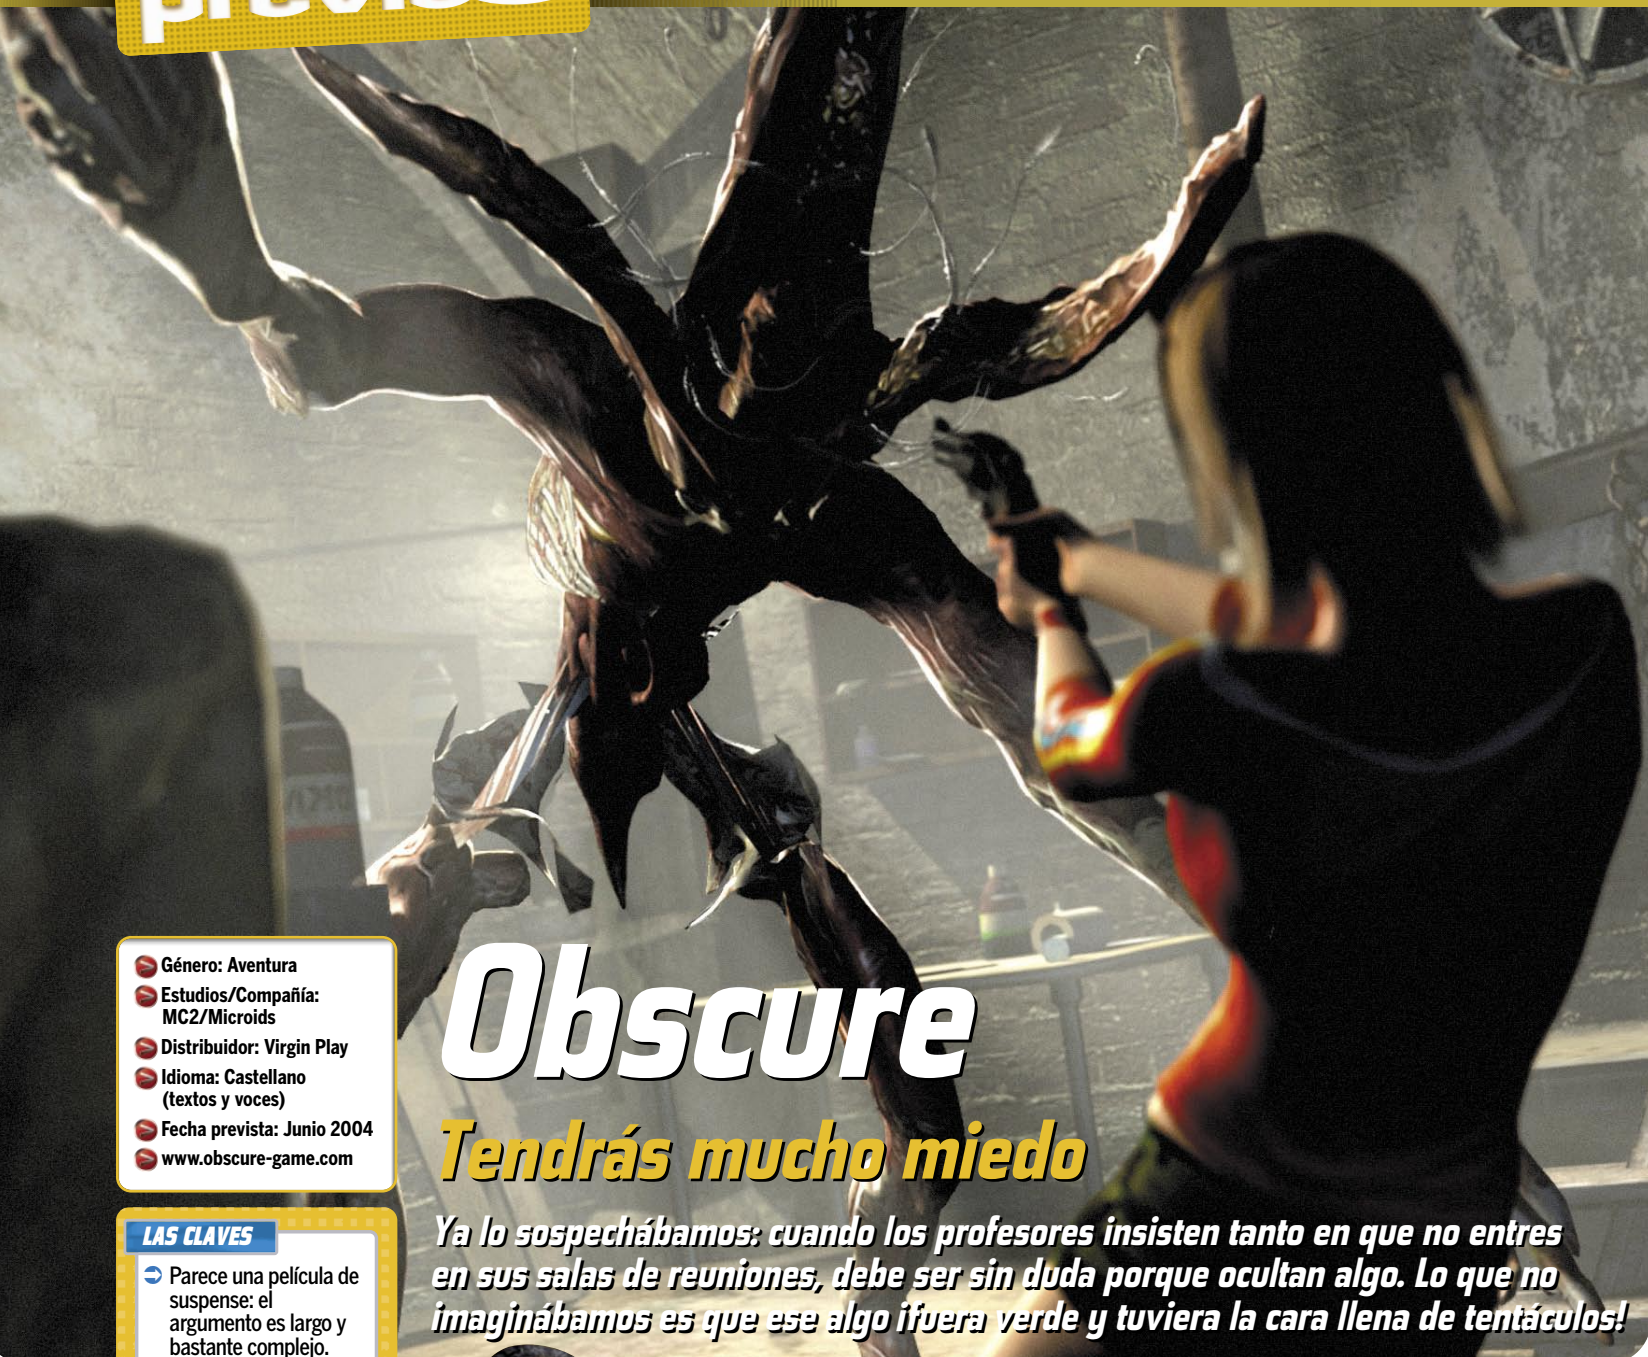 Género: Aventura
Estudios/Compañía:
MC2/Microids
Distribuidor: Virgin Play
Idioma: Castellano
(textos y voces)
Fecha prevista: Junio 2004
www.obscure-game.com
LAS CLAVES
Parece una película de
suspense: el
argumento es largo y
bastante complejo.
Obscure
Tendrás mucho miedo
Ya lo sospechábamos: cuando los profesores insisten tanto en que no entres
en sus salas de reuniones, debe ser sin duda porque ocultan algo. Lo que no
imaginábamos es que ese algo ¡fuera verde y tuviera la cara llena de tentáculos!